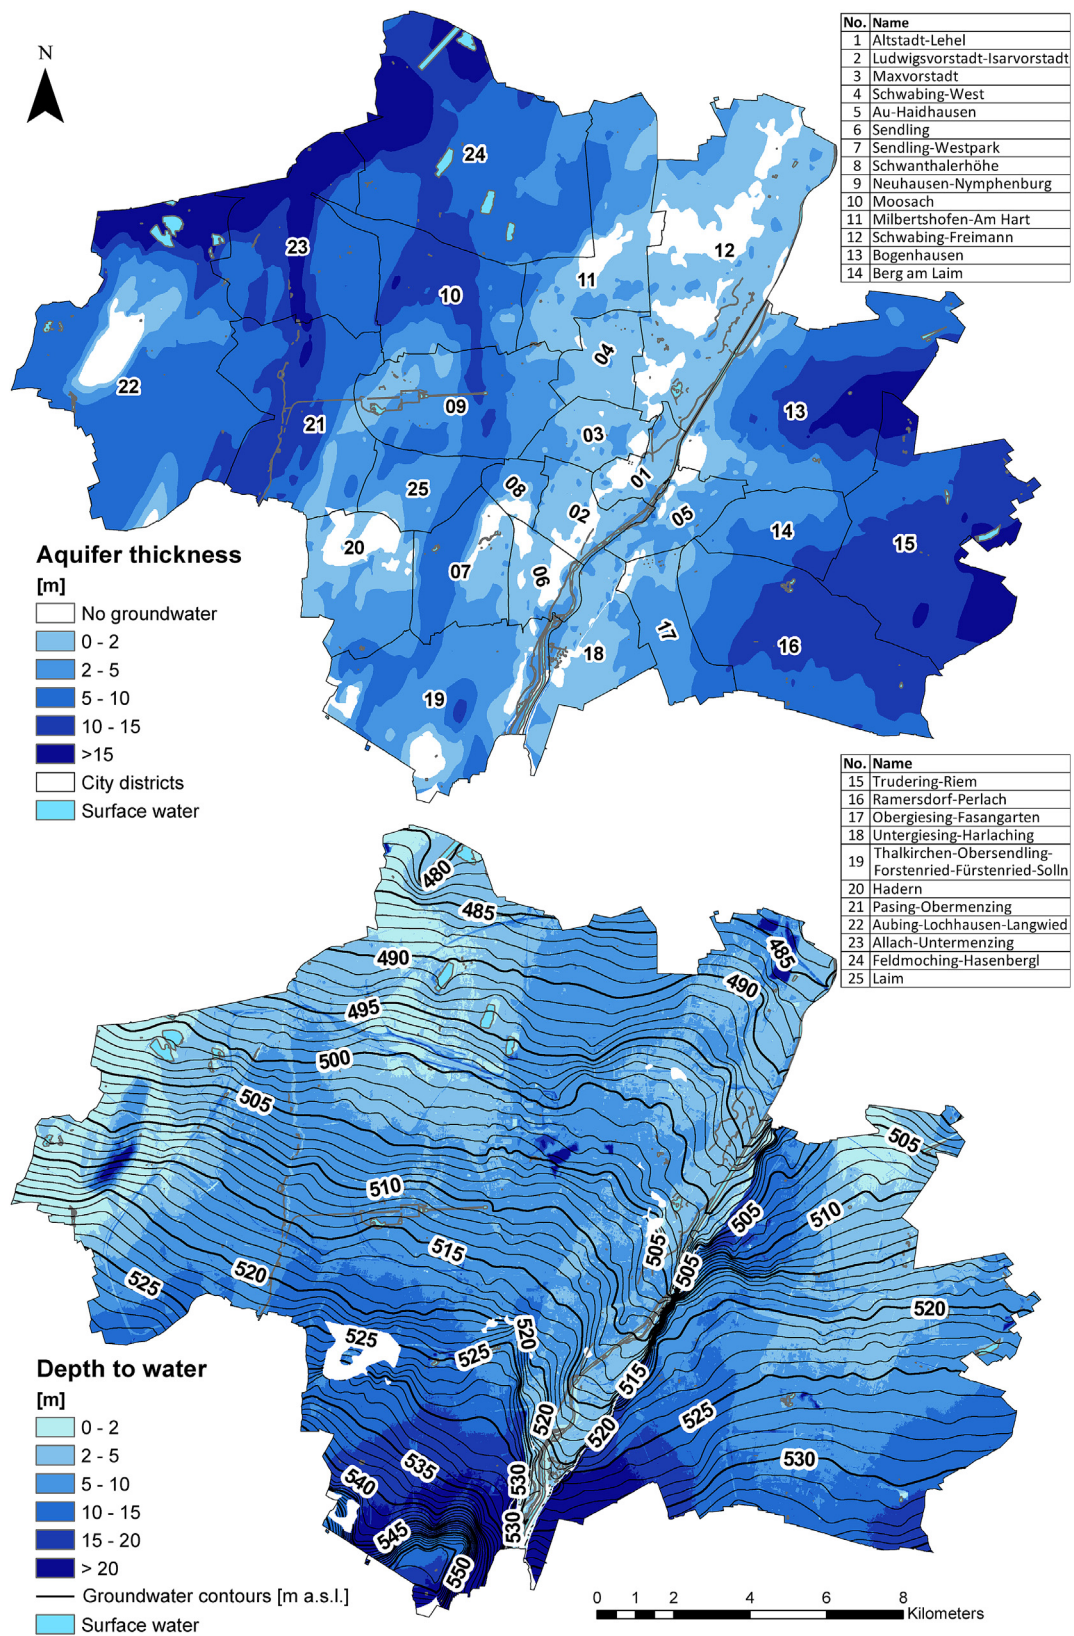 N
No. Name
1 Altstadt-Lehel
2 Ludwigsvorstadt-Isarvorstadt
3 Maxvorstadt
4 Schwabing-West
5 Au-Haidhausen
6 Sendling
7 Sendling-Westpark
8 Schwanthalerhöhe
9 Neuhausen-Nymphenburg
10 Moosach
11 Milbertshofen-Am Hart
12 Schwabing-Freimann
13 Bogenhausen
14 Berg am Laim
24
23
12
11
10
04
22
21
09
13
03
25
08
01
02
05
14
15
20
07
06
17
16
18
19
Aquifer thickness
[m]
No groundwater
0 - 2
2 - 5
5 - 10
10 - 15
>15
City districts
Surface water
No. Name
15 Trudering-Riem
16 Ramersdorf-Perlach
17 Obergiesing-Fasangarten
18 Untergiesing-Harlaching
19 Thalkirchen-Obersendling-
Forstenried-Fürstenried-Solln
20 Hadern
21 Pasing-Obermenzing
22 Aubing-Lochhausen-Langwied
23 Allach-Untermenzing
24 Feldmoching-Hasenbergl
25 Laim
480
485
490
485
490
495
500
505
505
510
505
510
515
505
505
520
525
520
525
520
525
515
520
520
525
530
535
540
530
530
545
550
Depth to water
[m]
0 - 2
2 - 5
5 - 10
10 - 15
15 - 20
> 20
Groundwater contours [m a.s.l.]
Surface water
0 1 2 4 6 8
Kilometers